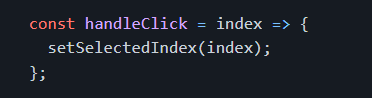 const handleClick = index => {
  setSelectedIndex(index);
};